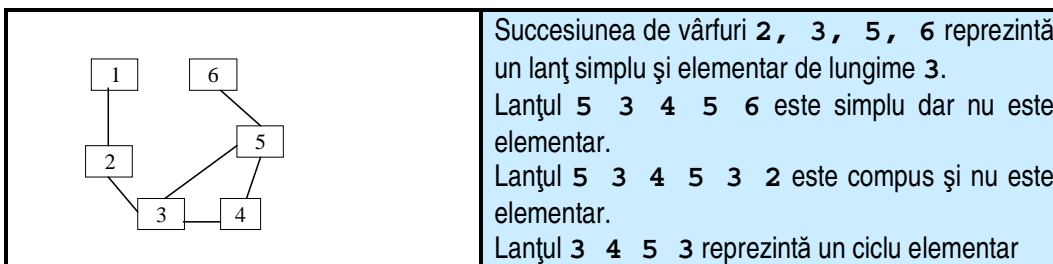 1 6
5
2
3 4
Succesiunea de vârfuri 2, 3, 5, 6 reprezintă
un lanţ simplu şi elementar de lungime 3.
Lanţul 5 3 4 5 6 este simplu dar nu este
elementar.
Lanţul 5 3 4 5 3 2 este compus şi nu este
elementar.
Lanţul 3 4 5 3 reprezintă un ciclu elementar